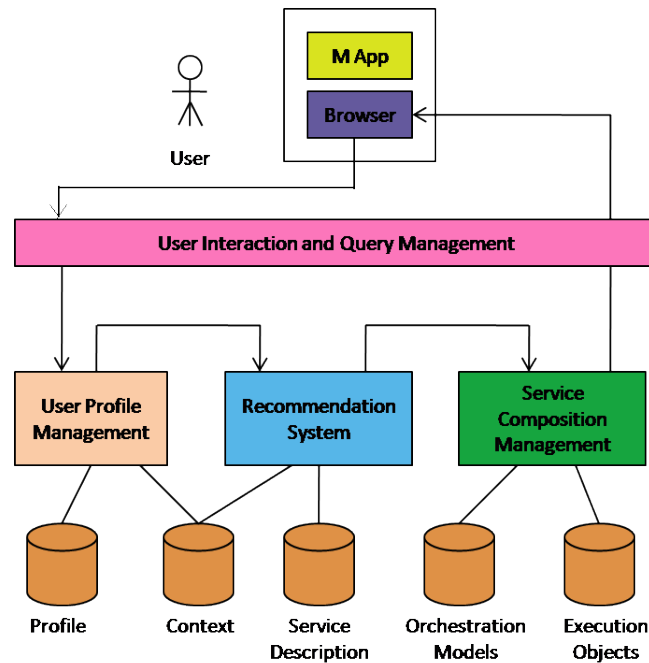 M App
Browser
User
User Interaction and Query Management
User Profile
Management
Recommendation
System
Service
Composition
Management
Profile
Context
Service
Description
Orchestration
Models
Execution
Objects